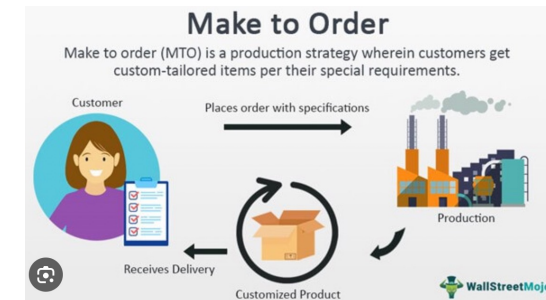 Make to Order
Make to order (MTO) is a production strategy wherein customers get
custom-tailored items per their special requirements.
Customer
Places order with specifications
Production
Receives Delivery
Customized Product
WallStreetMojo